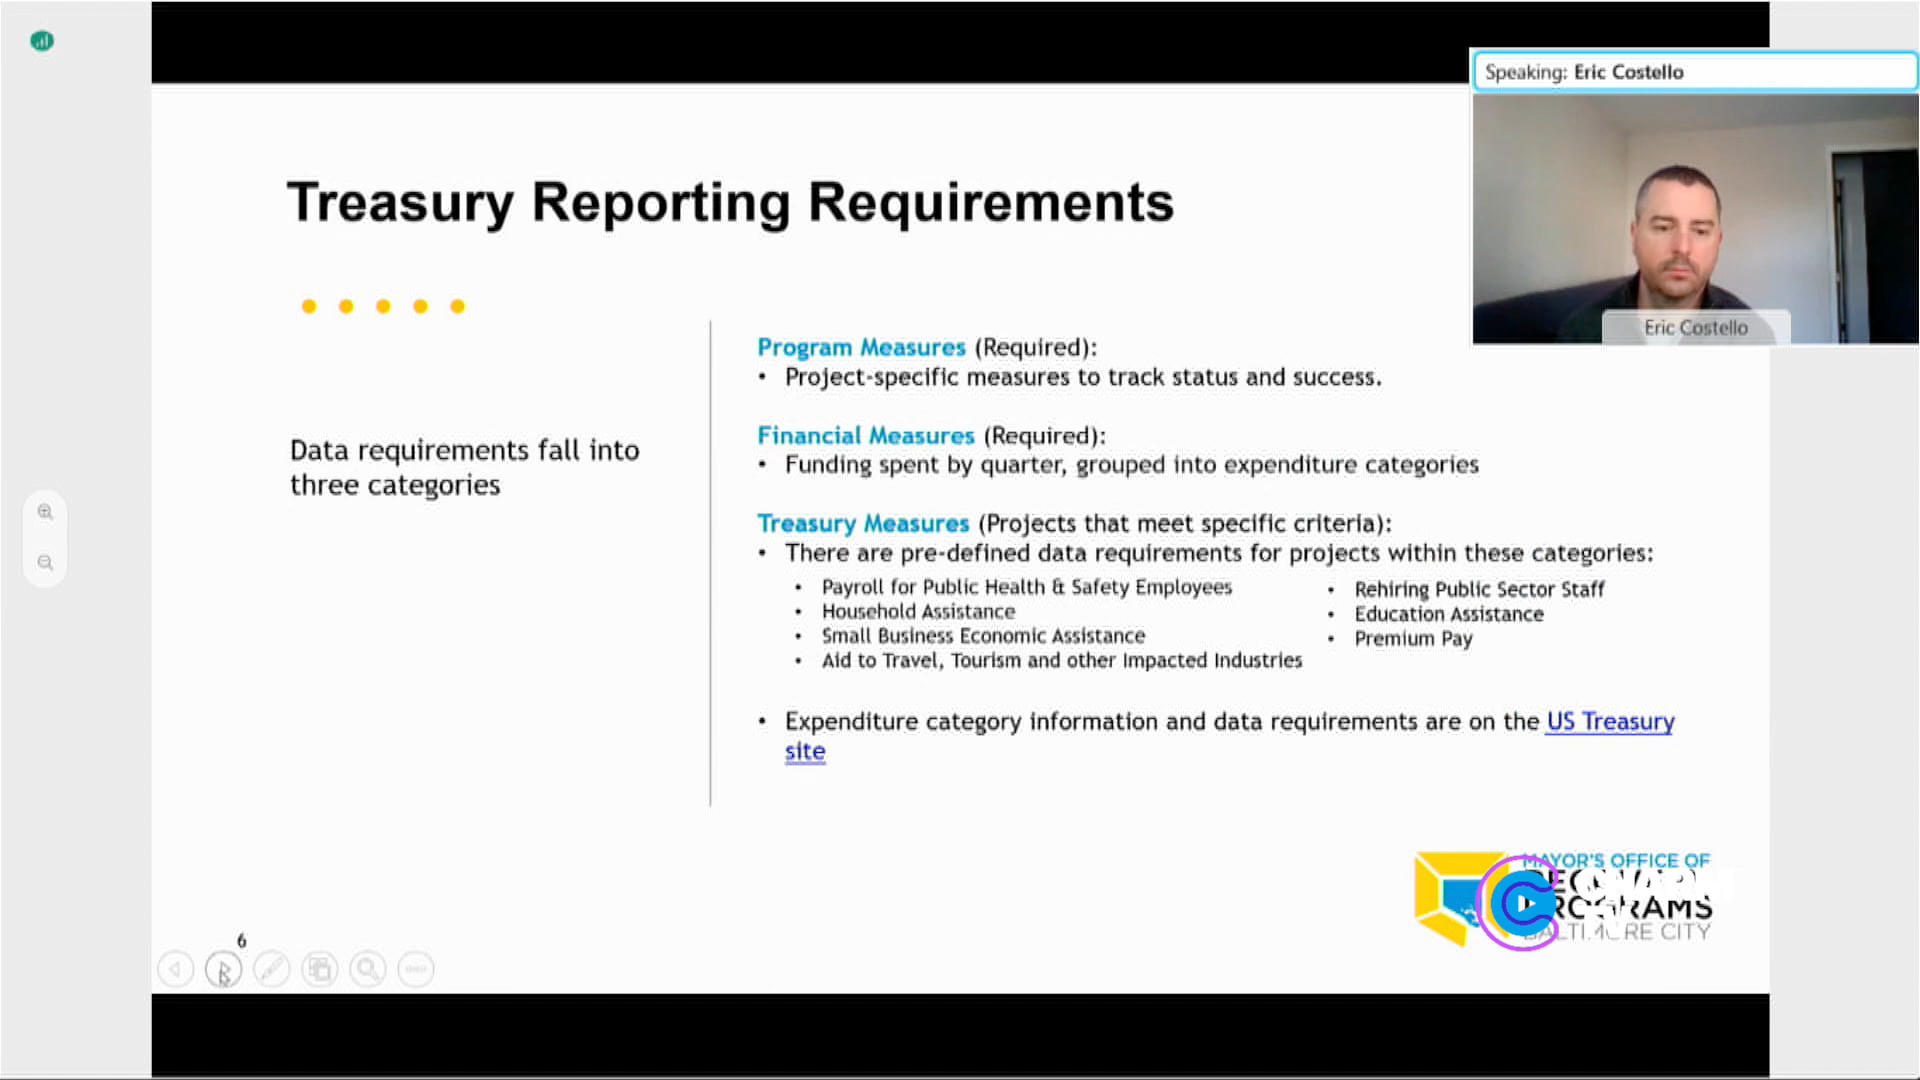 Speaking: Eric Costello
Eric Costello
Treasury Reporting Requirements
Data requirements fall into
three categories
Program Measures (Required):
• Project-specific measures to track status and success.
Financial Measures (Required):
• Funding spent by quarter, grouped into expenditure categories
Treasury Measures (Projects that meet specific criteria):
• There are pre-defined data requirements for projects within these categories:
• Payroll for Public Health & Safety Employees
• Household Assistance
• Small Business Economic Assistance
• Aid to Travel, Tourism and other Impacted Industries
• Rehiring Public Sector Staff
• Education Assistance
• Premium Pay
• Expenditure category information and data requirements are on the US Treasury
site
MAYOR'S OFFICE OF
PROGRAMS
BALTIMORE CITY
6